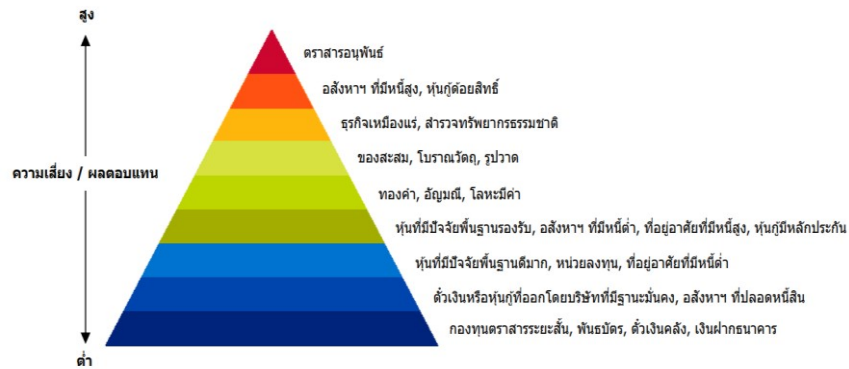 สูง
ตราสารอนุพันธ์
อสังหาฯ ที่มีหนี้สูง, หุ้นกู้ด้อยสิทธิ์
ธุรกิจเหมืองแร่, สำรวจทรัพยากรธรรมชาติ
ของสะสม, โบราณวัตถุ, รูปวาด
ความเสี่ยง / ผลตอบแทน
ทองคำ, อัญมณี, โลหะมีค่า
หุ้นที่มีปัจจัยพื้นฐานรองรับ, อสังหาฯ ที่มีหนี้ต่ำ, ที่อยู่อาศัยที่มีหนี้สูง, หุ้นกู้มีหลักประกัน
หุ้นที่มีปัจจัยพื้นฐานดีมาก, หน่วยลงทุน, ที่อยู่อาศัยที่มีหนี้ต่ำ
ตั๋วเงินหรือหุ้นกู้ที่ออกโดยบริษัทที่มีฐานะมั่นคง, อสังหาฯ ที่ปลอดหนี้สิน
กองทุนตราสารระยะสั้น, พันธบัตร, ตั๋วเงินคลัง, เงินฝากธนาคาร
ต่ำ